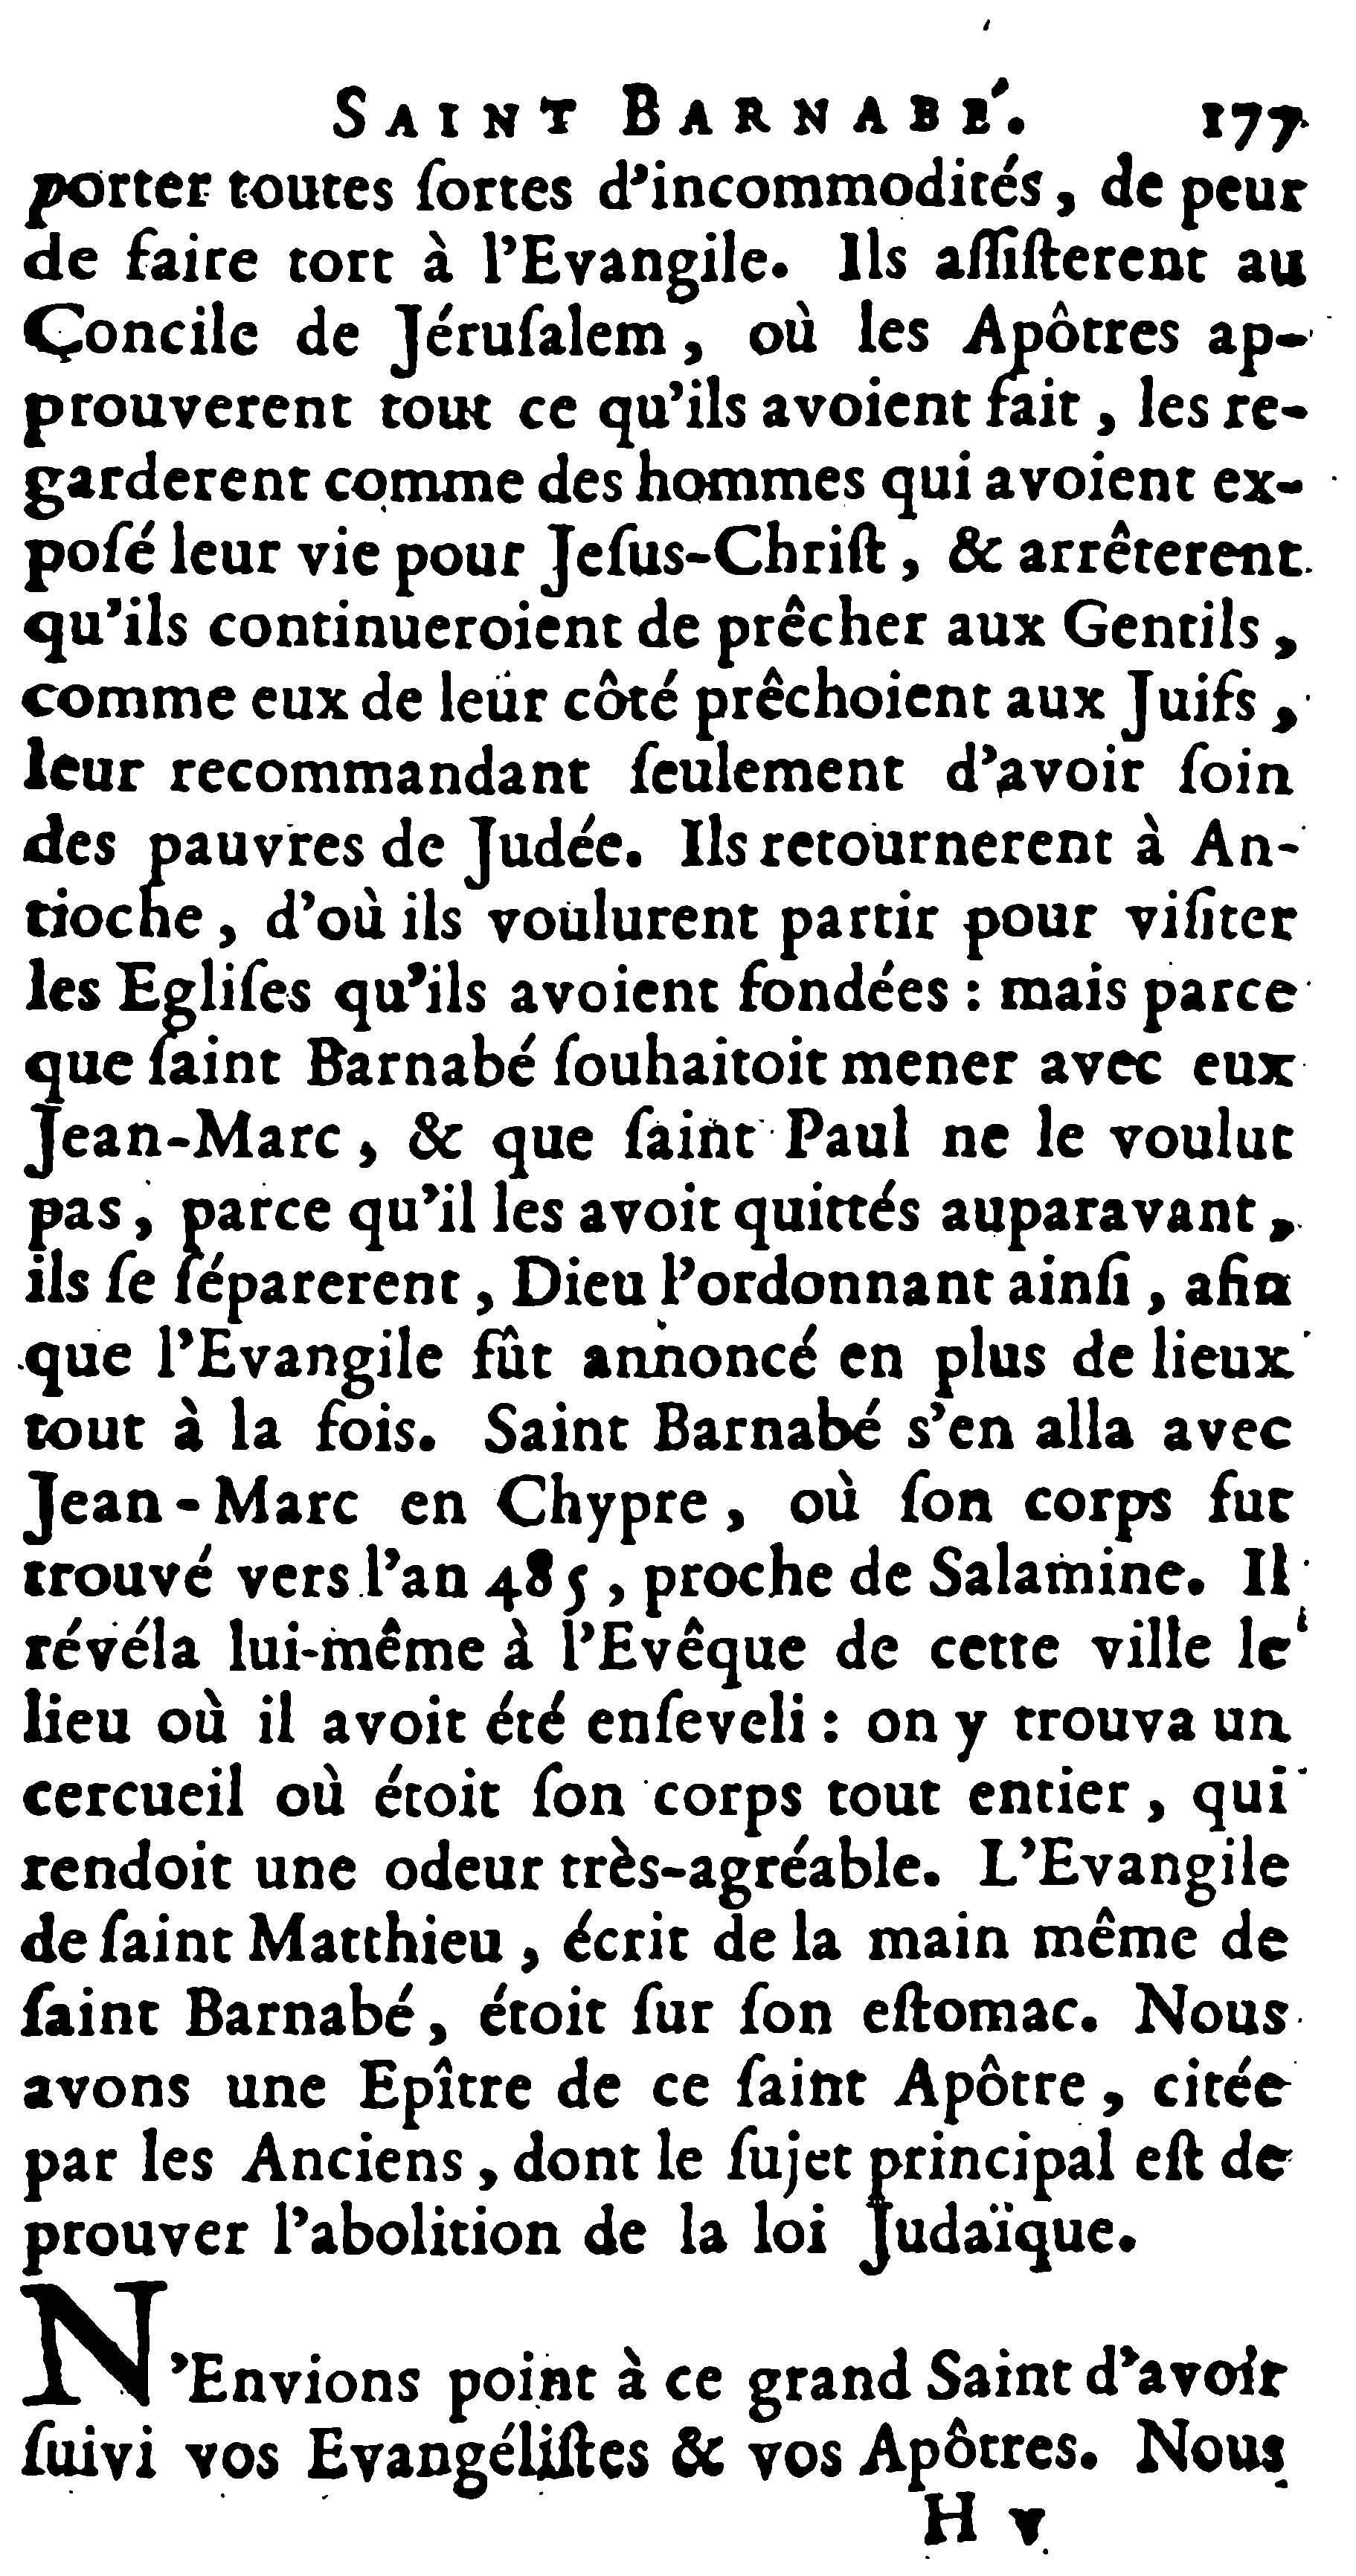 SAINT BARNABÉ. 177
porter toutes ſortes d'incommodités, de peur
de faire tort à l'Evangile. Ils aſſiſterent au
Concile de Jéruſalem, où les Apôtres ap-
prouverent tout ce qu'ils avoient fait, les re-
garderent comme des hommes qui avoient ex-
poſé leur vie pour Jeſus-Chriſt, & arrêterent
qu'ils continueroient de prêcher aux Gentils,
comme eux de leur côté prêchoient aux Juifs,
leur recommandant ſeulement d'avoir ſoin
des pauvres de Judée. Ils retournerent à An-
tioche, d'où ils voulurent partir pour viſiter
les Egliſes qu'ils avoient fondées : mais parce
que ſaint Barnabé ſouhaitoit mener avec eux
Jean-Marc, & que ſaint Paul ne le voulut
pas, parce qu'il les avoit quittés auparavant,
ils ſe ſéparerent, Dieu l'ordonnant ainſi, afin
que l'Evangile fût annoncé en plus de lieux
tout à la fois. Saint Barnabé s'en alla avec
Jean-Marc en Chypre, où ſon corps fut
trouvé vers l'an 485, proche de Salamine. Il
révéla lui-même à l'Evêque de cette ville le
lieu où il avoit été enſeveli : on y trouva un
cercueil où étoit ſon corps tout entier, qui
rendoit une odeur très-agréable. L'Evangile
de ſaint Matthieu, écrit de la main même de
ſaint Barnabé, étoit ſur ſon eſtomac. Nous
avons une Epître de ce ſaint Apôtre, citée
par les Anciens, dont le ſujet principal eſt de
prouver l'abolition de la loi Judaïque.
N'Envions point à ce grand Saint d'avoir
ſuivi vos Evangéliſtes & vos Apôtres. Nous
H v